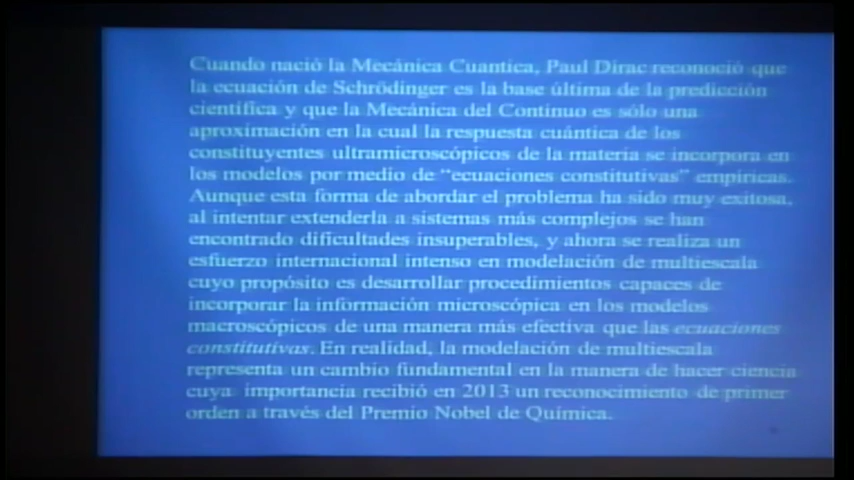 Cuando nació la Mecánica Cuantica, Paul Dirac reconoció que
la ecuación de Schrödinger es la base última de la predicción
científica y que la Mecánica del Continuo es sólo una
aproximación en la cual la respuesta cuántica de los
constituyentes ultramicroscópicos de la materia se incorpora en
los modelos por medio de “ecuaciones constitutivas” empíricas.
Aunque esta forma de abordar el problema ha sido muy exitosa,
al intentar extenderla a sistemas más complejos se han
encontrado dificultades insuperables, y ahora se realiza un
esfuerzo internacional intenso en modelación de multiescala
cuyo propósito es desarrollar procedimientos capaces de
incorporar la información microscópica en los modelos
macroscópicos de una manera más efectiva que las ecuaciones
constitutivas. En realidad, la modelación de multiescala
representa un cambio fundamental en la manera de hacer ciencia
cuya importancia recibió en 2013 un reconocimiento de primer
orden a través del Premio Nobel de Química.